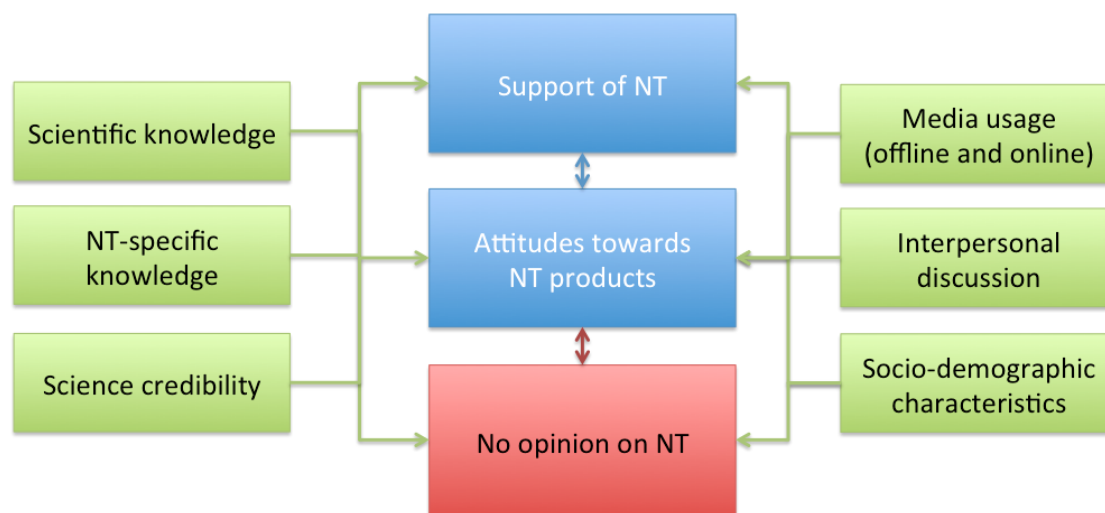 Scientific knowledge
NT-specific
knowledge
Science credibility
Support of NT
Attitudes towards
NT products
No opinion on NT
Media usage
(offline and online)
Interpersonal
discussion
Socio-demographic
characteristics